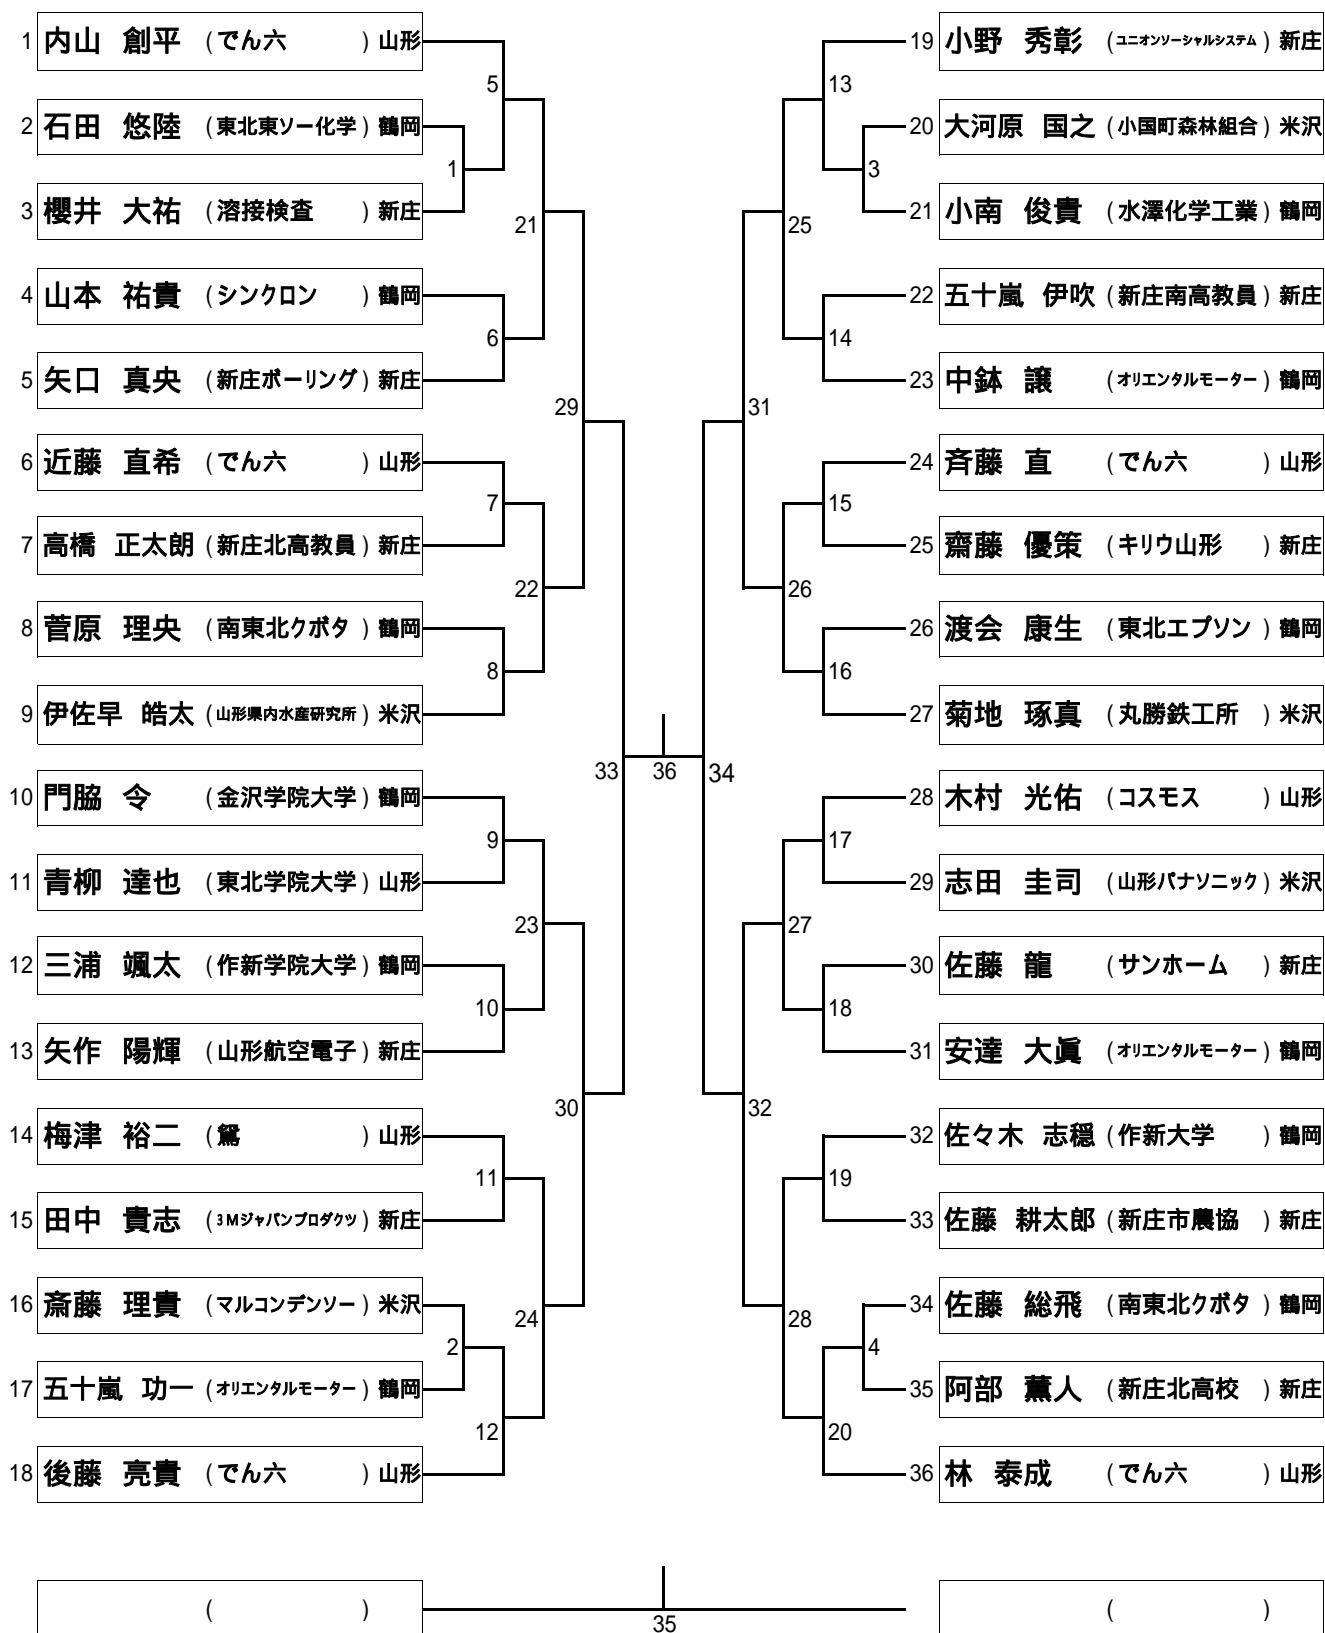 1 内山 創平 (でん六 ) 山形
5
2 石田 悠陸 (東北東ソー化学) 鶴岡
1
3 櫻井 大祐 (溶接検査 ) 新庄
21
4 山本 祐貴 (シンクロン ) 鶴岡
6
5 矢口 真央 (新庄ボーリング) 新庄
29
6 近藤 直希 (でん六 ) 山形
7
7 高橋 正太朗 (新庄北高教員) 新庄
22
8 菅原 理央 (南東北クボタ) 鶴岡
8
9 伊佐早 皓太 (山形県内水産研究所) 米沢
33
10 門脇 令 (金沢学院大学) 鶴岡
9
11 青柳 達也 (東北学院大学) 山形
23
12 三浦 颯太 (作新学院大学) 鶴岡
10
13 矢作 陽輝 (山形航空電子) 新庄
30
14 梅津 裕二 (鴛 ) 山形
11
15 田中 貴志 (3Mジャパンプロダクツ) 新庄
16 斎藤 理貴 (マルコンデンソー) 米沢
24
2
17 五十嵐 功一 (オリエンタルモーター) 鶴岡
12
18 後藤 亮貴 (でん六 ) 山形
36
19 小野 秀彰 (ユニオンソーシャルシステム) 新庄
13
20 大河原 国之 (小国町森林組合) 米沢
3
21 小南 俊貴 (水澤化学工業) 鶴岡
25
22 五十嵐 伊吹 (新庄南高教員) 新庄
14
23 中鉢 譲 (オリエンタルモーター) 鶴岡
31
24 斉藤 直 (でん六 ) 山形
15
25 齋藤 優策 (キリウ山形 ) 新庄
26
26 渡会 康生 (東北エプソン) 鶴岡
16
27 菊地 琢真 (丸勝鉄工所 ) 米沢
34
28 木村 光佑 (コスモス ) 山形
17
29 志田 圭司 (山形パナソニック) 米沢
27
30 佐藤 龍 (サンホーム ) 新庄
18
31 安達 大眞 (オリエンタルモーター) 鶴岡
32
32 佐々木 志穏 (作新大学 ) 鶴岡
19
33 佐藤 耕太郎 (新庄市農協 ) 新庄
34 佐藤 総飛 (南東北クボタ) 鶴岡
28
4
35 阿部 薫人 (新庄北高校 ) 新庄
20
36 林 泰成 (でん六 ) 山形
( )
35
( )